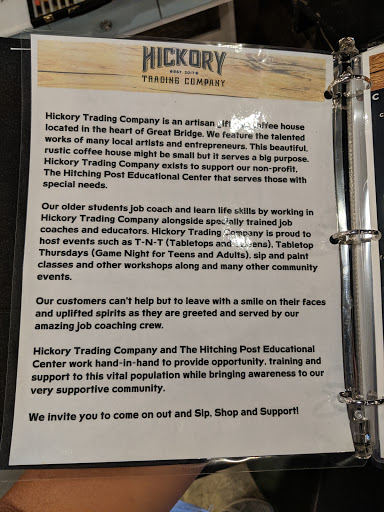 HICKORY
EST 2017
TRADING COMPANY
Hickory Trading Company is an artisan gift and coffee house
located in the heart of Great Bridge. We feature the talented
works of many local artists and entrepreneurs. This beautiful,
rustic coffee house might be small but it serves a big purpose.
Hickory Trading Company exists to support our non-profit,
The Hitching Post Educational Center that serves those with
special needs.
Our older students job coach and learn life skills by working in
Hickory Trading Company alongside specially trained job
coaches and educators. Hickory Trading Company is proud to
host events such as T-N-T (Tabletops and Teens), Tabletop
Thursdays (Game Night for Teens and Adults), sip and paint
classes and other workshops along and many other community
events.
Our customers can't help but to leave with a smile on their faces
and uplifted spirits as they are greeted and served by our
amazing job coaching crew.
Hickory Trading Company and The Hitching Post Educational
Center work hand-in-hand to provide opportunity, training and
support to this vital population while bringing awareness to our
very supportive community.
We invite you to come on out and Sip, Shop and Support!